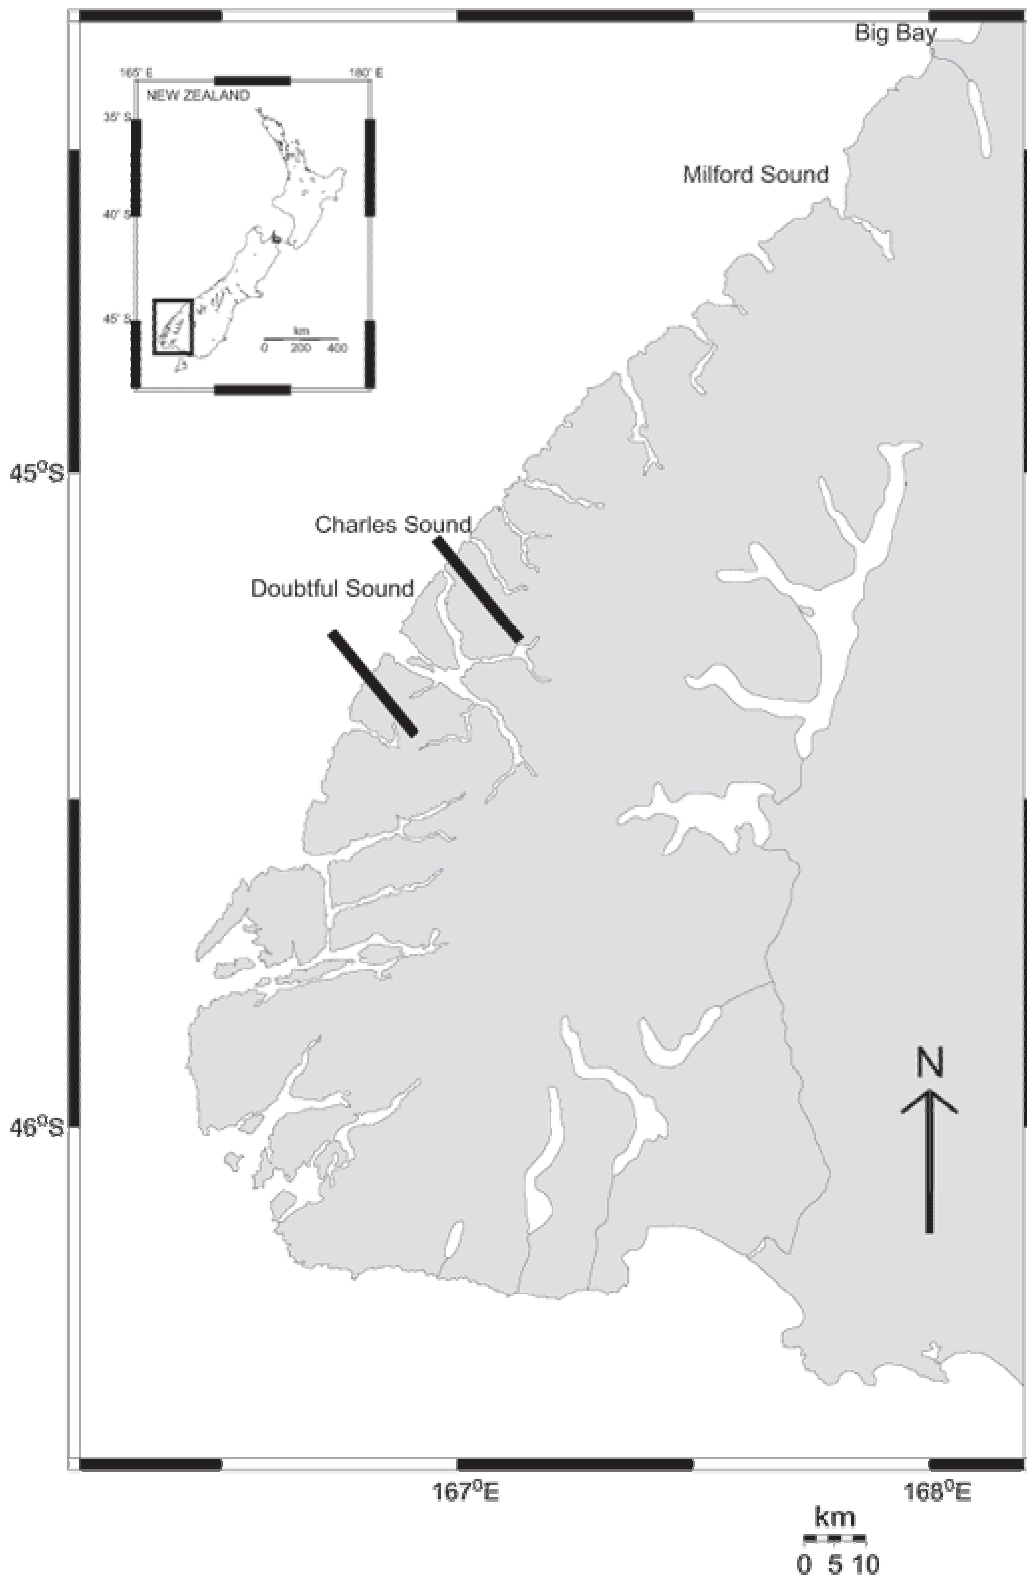 Big Bay
165° E
180° E
NEW ZEALAND
35° S
Milford Sound
40° S
45° S
km
0 200 400
45°S
Charles Sound
Doubtful Sound
N
46°S
167°E
168°E
km
0 5 10